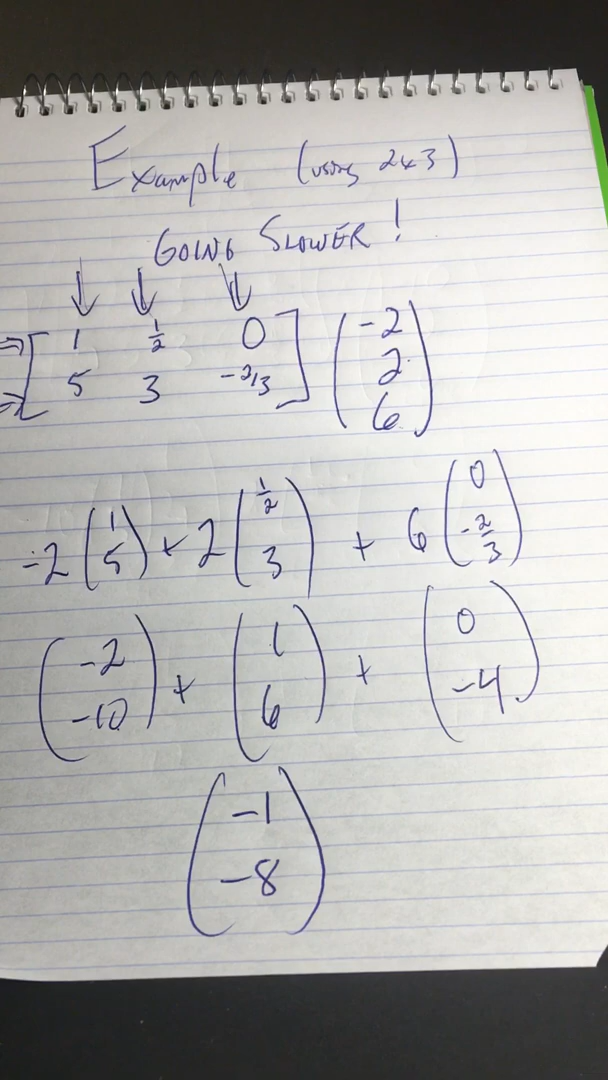 Example (using 2x3)
GOING SLOWER!
↓ ↓ ↓
⇒ [ 1 1/2 0 ] ( -2
⇒ [ 5 3 -2/3 ] 2
6 )
-2 ( 1 5 ) + 2 ( 1/2 3 ) + 6 ( 0 -2/3 )
( -2 -10 ) + ( 1 6 ) + ( 0 -4 )
( -1 -8 )